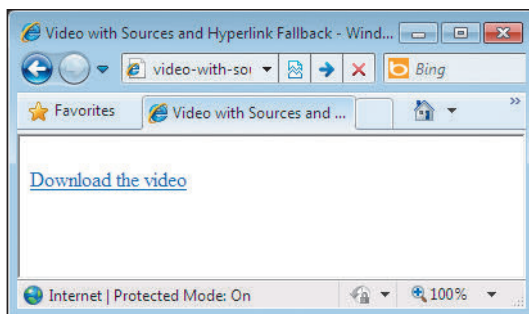 Video with Sources and Hyperlink Fallback - Wind...
video-with-sou
Bing
Favorites
Video with Sources and ...
Download the video
Internet | Protected Mode: On
100%